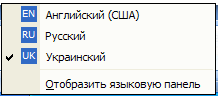 EN Английский (США)
RU Русский
UK Украинский
Отобразить языковую панель